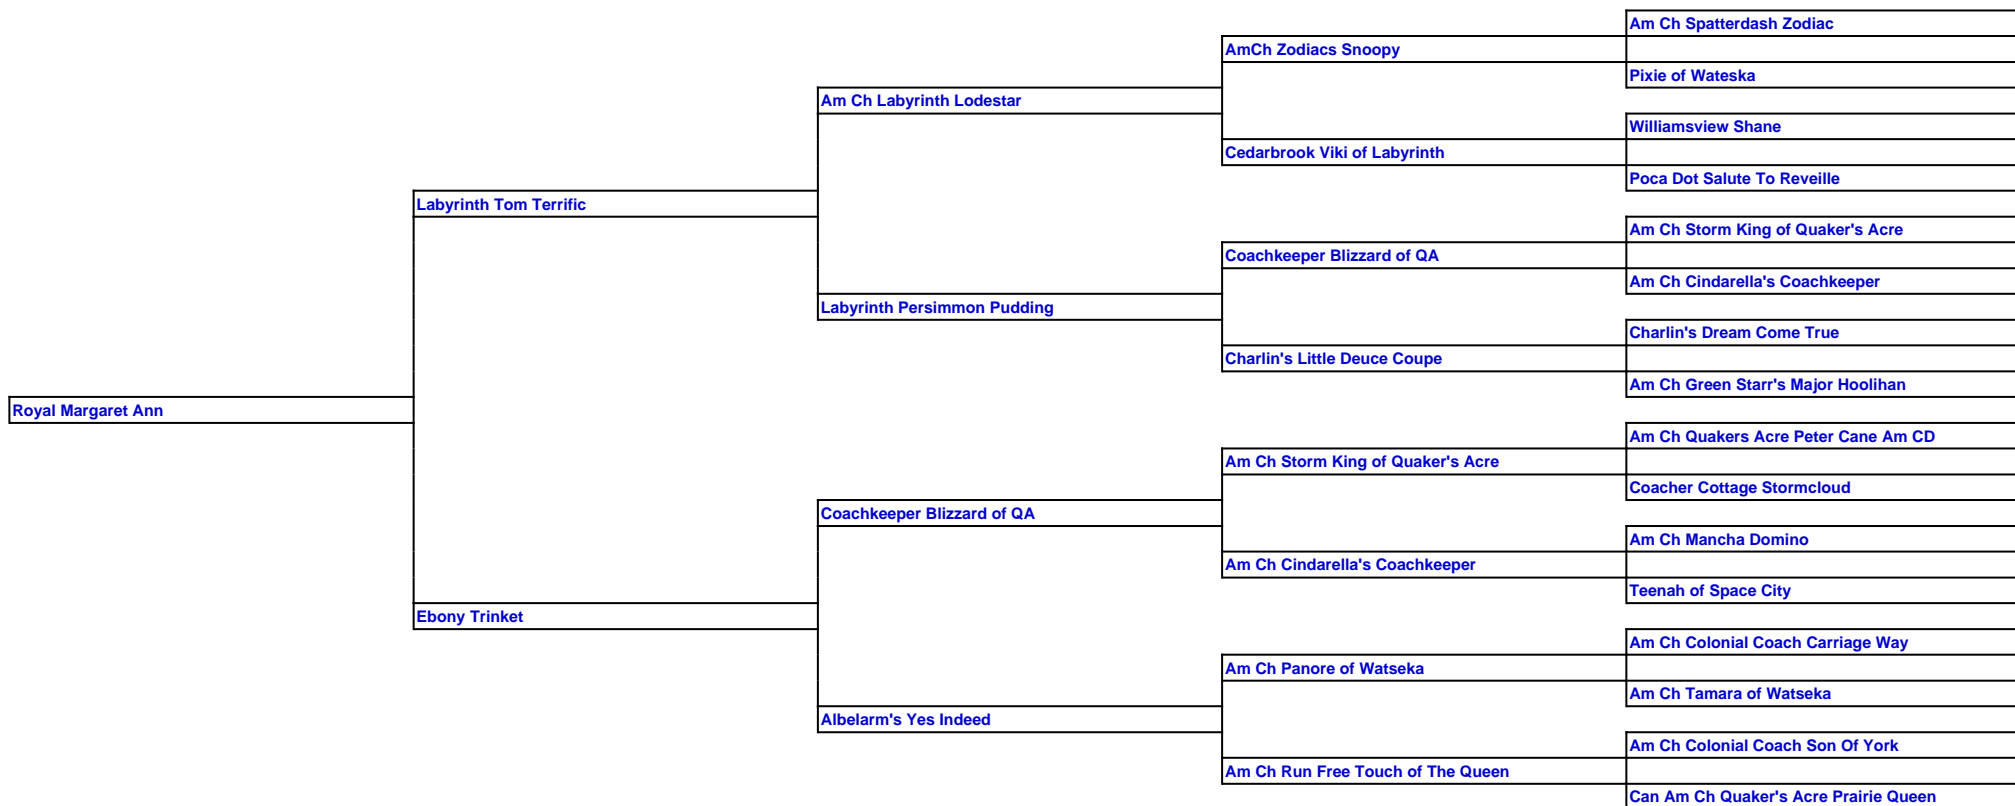 Am Ch Spatterdash Zodiac
AmCh Zodiacs Snoopy
Pixie of Wateska
Am Ch Labyrinth Lodestar
Williamsview Shane
Cedarbrook Viki of Labyrinth
Poca Dot Salute To Reveille
Labyrinth Tom Terrific
Am Ch Storm King of Quaker's Acre
Coachkeeper Blizzard of QA
Am Ch Cindarella's Coachkeeper
Labyrinth Persimmon Pudding
Charlin's Dream Come True
Charlin's Little Deuce Coupe
Am Ch Green Starr's Major Hoolihan
Royal Margaret Ann
Am Ch Quakers Acre Peter Cane Am CD
Am Ch Storm King of Quaker's Acre
Coacher Cottage Stormcloud
Coachkeeper Blizzard of QA
Am Ch Mancha Domino
Am Ch Cindarella's Coachkeeper
Teenah of Space City
Ebony Trinket
Am Ch Colonial Coach Carriage Way
Am Ch Panore of Watseka
Am Ch Tamara of Watseka
Albelarm's Yes Indeed
Am Ch Colonial Coach Son Of York
Am Ch Run Free Touch of The Queen
Can Am Ch Quaker's Acre Prairie Queen